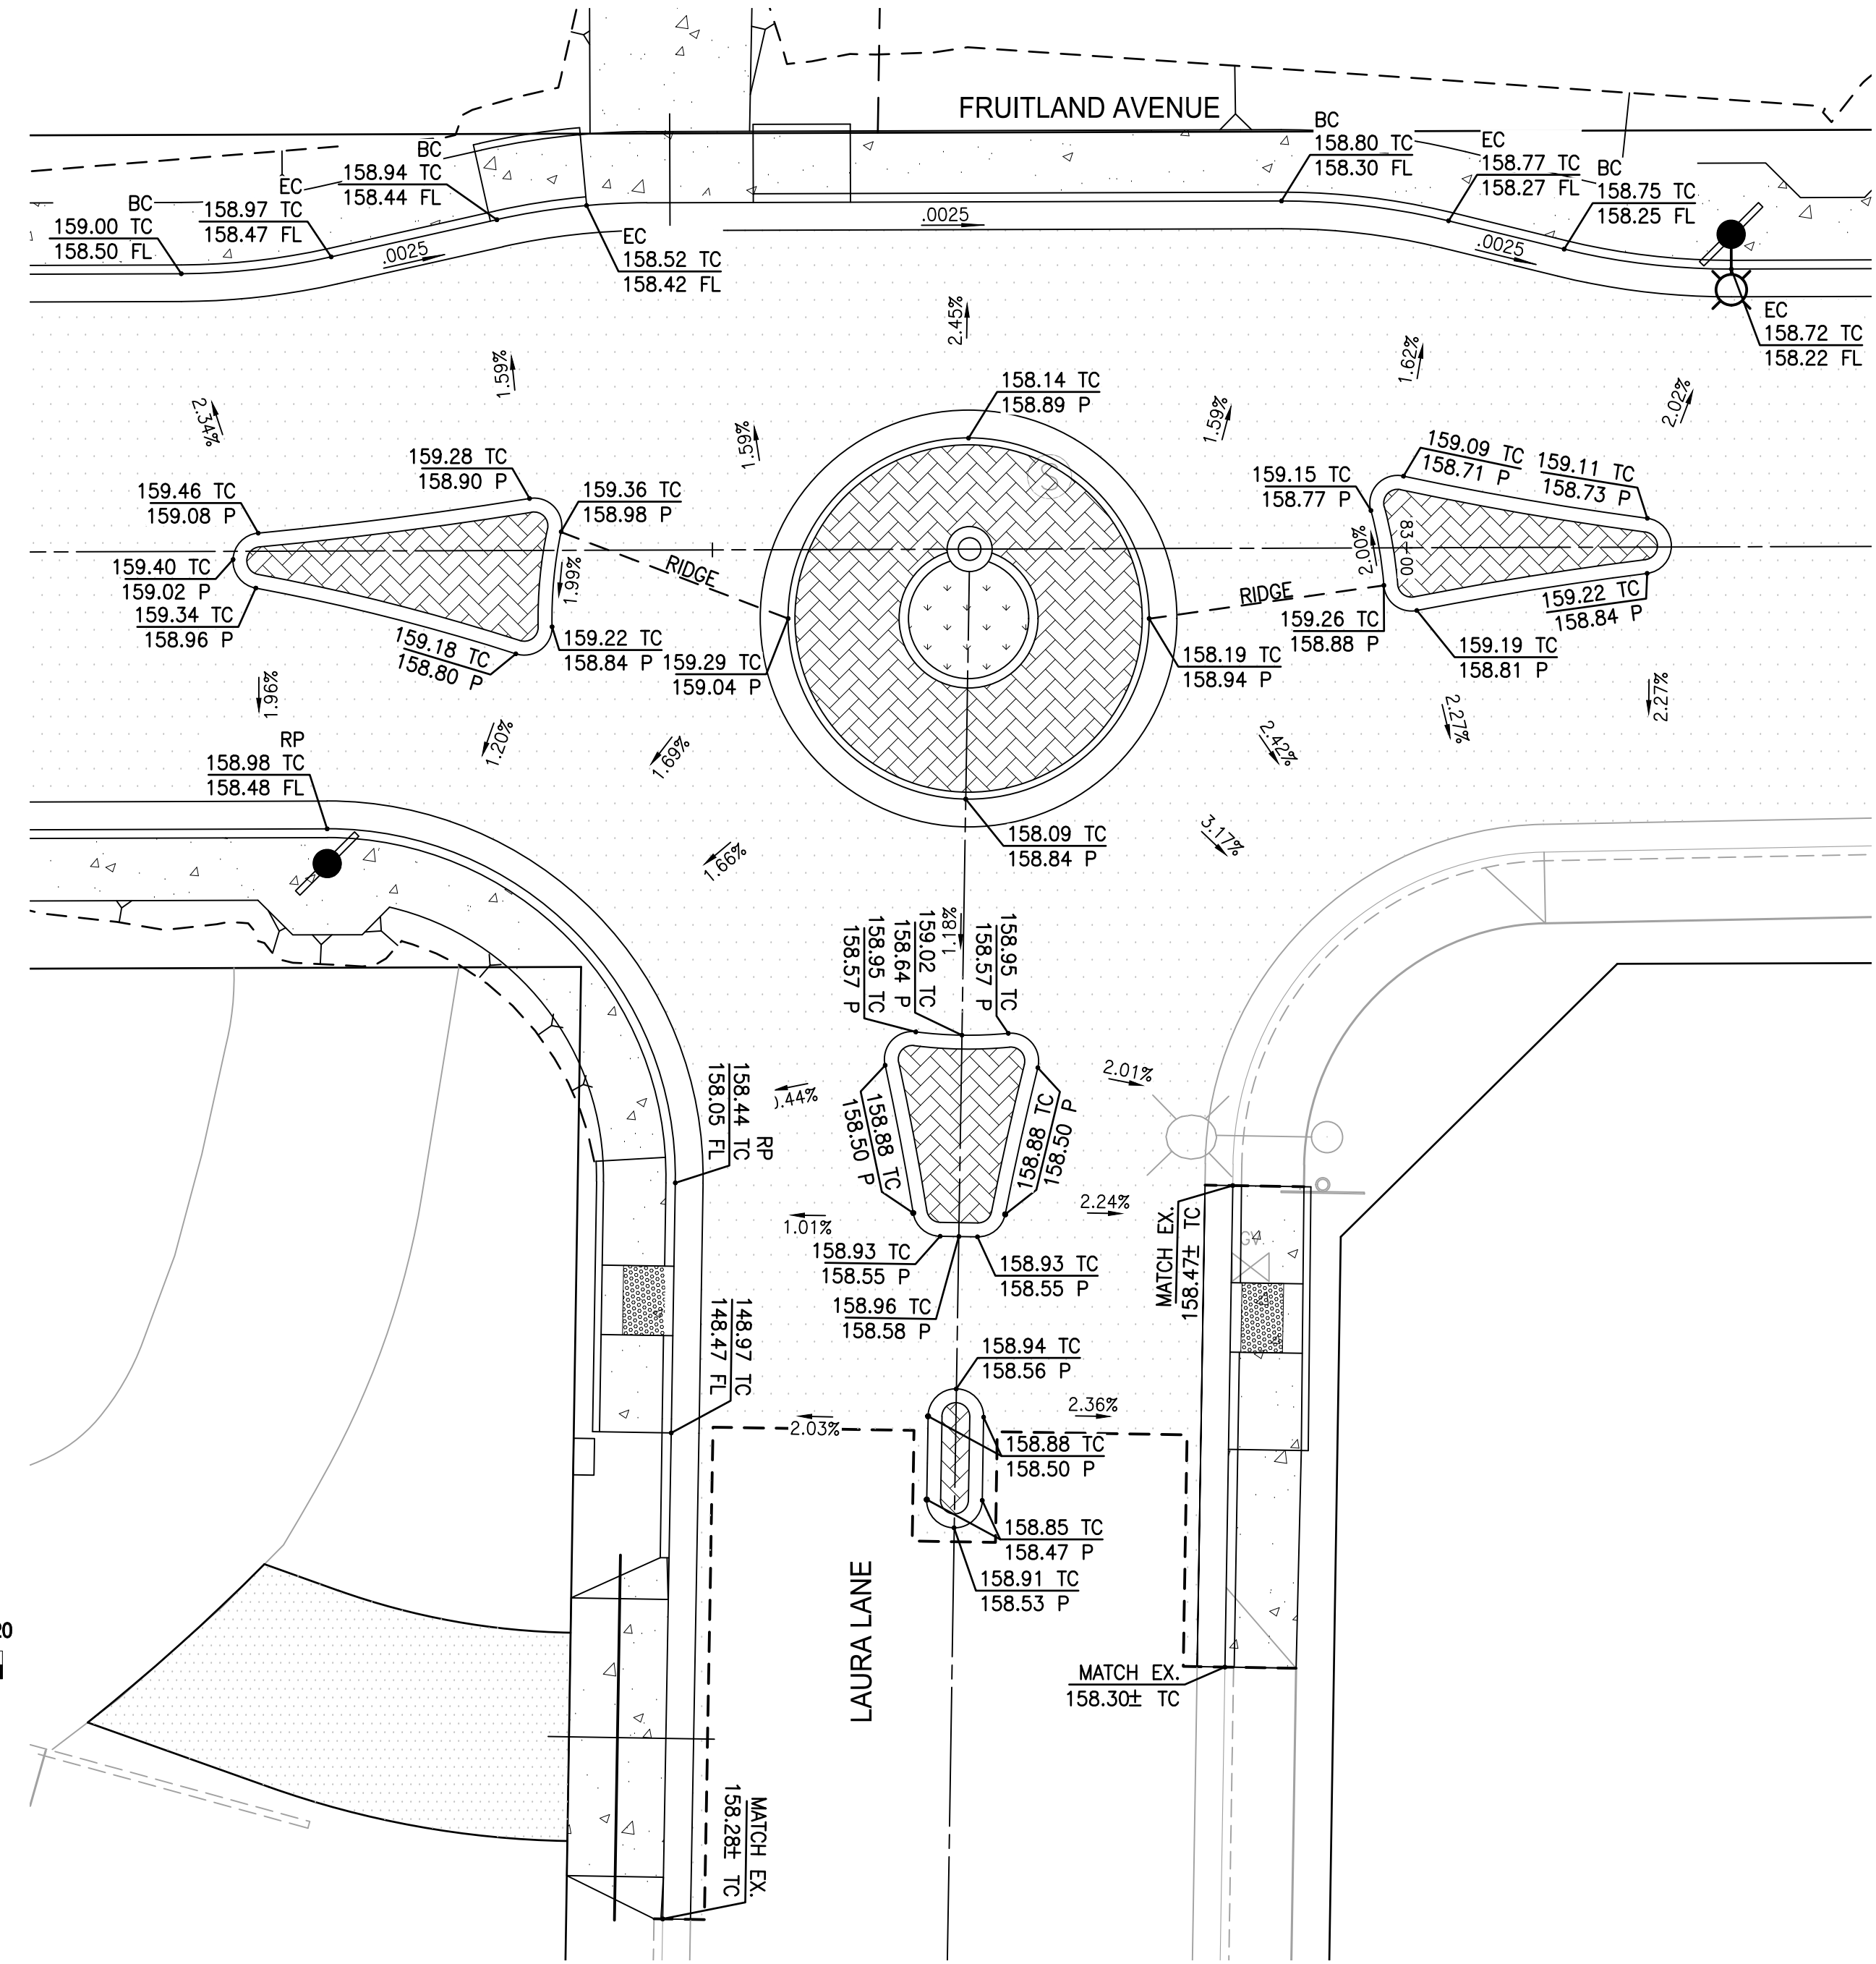 FRUITLAND AVENUE
BC
159.00 TC
158.50 FL
EC
158.97 TC
158.47 FL
BC
158.94 TC
158.44 FL
.0025
EC
158.52 TC
158.42 FL
.0025
BC
158.80 TC
158.30 FL
EC
158.77 TC
158.27 FL
BC
158.75 TC
158.25 FL
.0025
EC
158.72 TC
158.22 FL
2.34%
1.59%
1.59%
2.45%
1.59%
1.62%
2.02%
159.46 TC
159.08 P
159.28 TC
158.90 P
159.36 TC
158.98 P
159.40 TC
159.02 P
159.34 TC
158.96 P
159.18 TC
158.80 P
1.99%
159.22 TC
158.84 P
RIDGE
159.29 TC
159.04 P
158.14 TC
158.89 P
S
158.19 TC
158.94 P
158.09 TC
158.84 P
RIDGE
159.15 TC
158.77 P
159.09 TC
158.71 P
159.11 TC
158.73 P
2.00%
83+00
159.26 TC
158.88 P
159.22 TC
158.84 P
159.19 TC
158.81 P
1.96%
1.20%
1.69%
1.66%
2.42%
2.27%
2.27%
3.17%
RP
158.98 TC
158.48 FL
158.95 TC
158.57 P
159.02 TC
158.64 P
1.18%
158.95 TC
158.57 P
RP
158.44 TC
158.05 FL
).44%
2.01%
158.88 TC
158.50 P
158.88 TC
158.50 P
1.01%
2.24%
158.93 TC
158.55 P
158.93 TC
158.55 P
158.96 TC
158.58 P
MATCH EX.
158.47± TC
GV
148.97 TC
148.47 FL
158.94 TC
158.56 P
2.03%
2.36%
158.88 TC
158.50 P
158.85 TC
158.47 P
158.91 TC
158.53 P
LAURA LANE
MATCH EX.
158.30± TC
MATCH EX.
158.28± TC
20